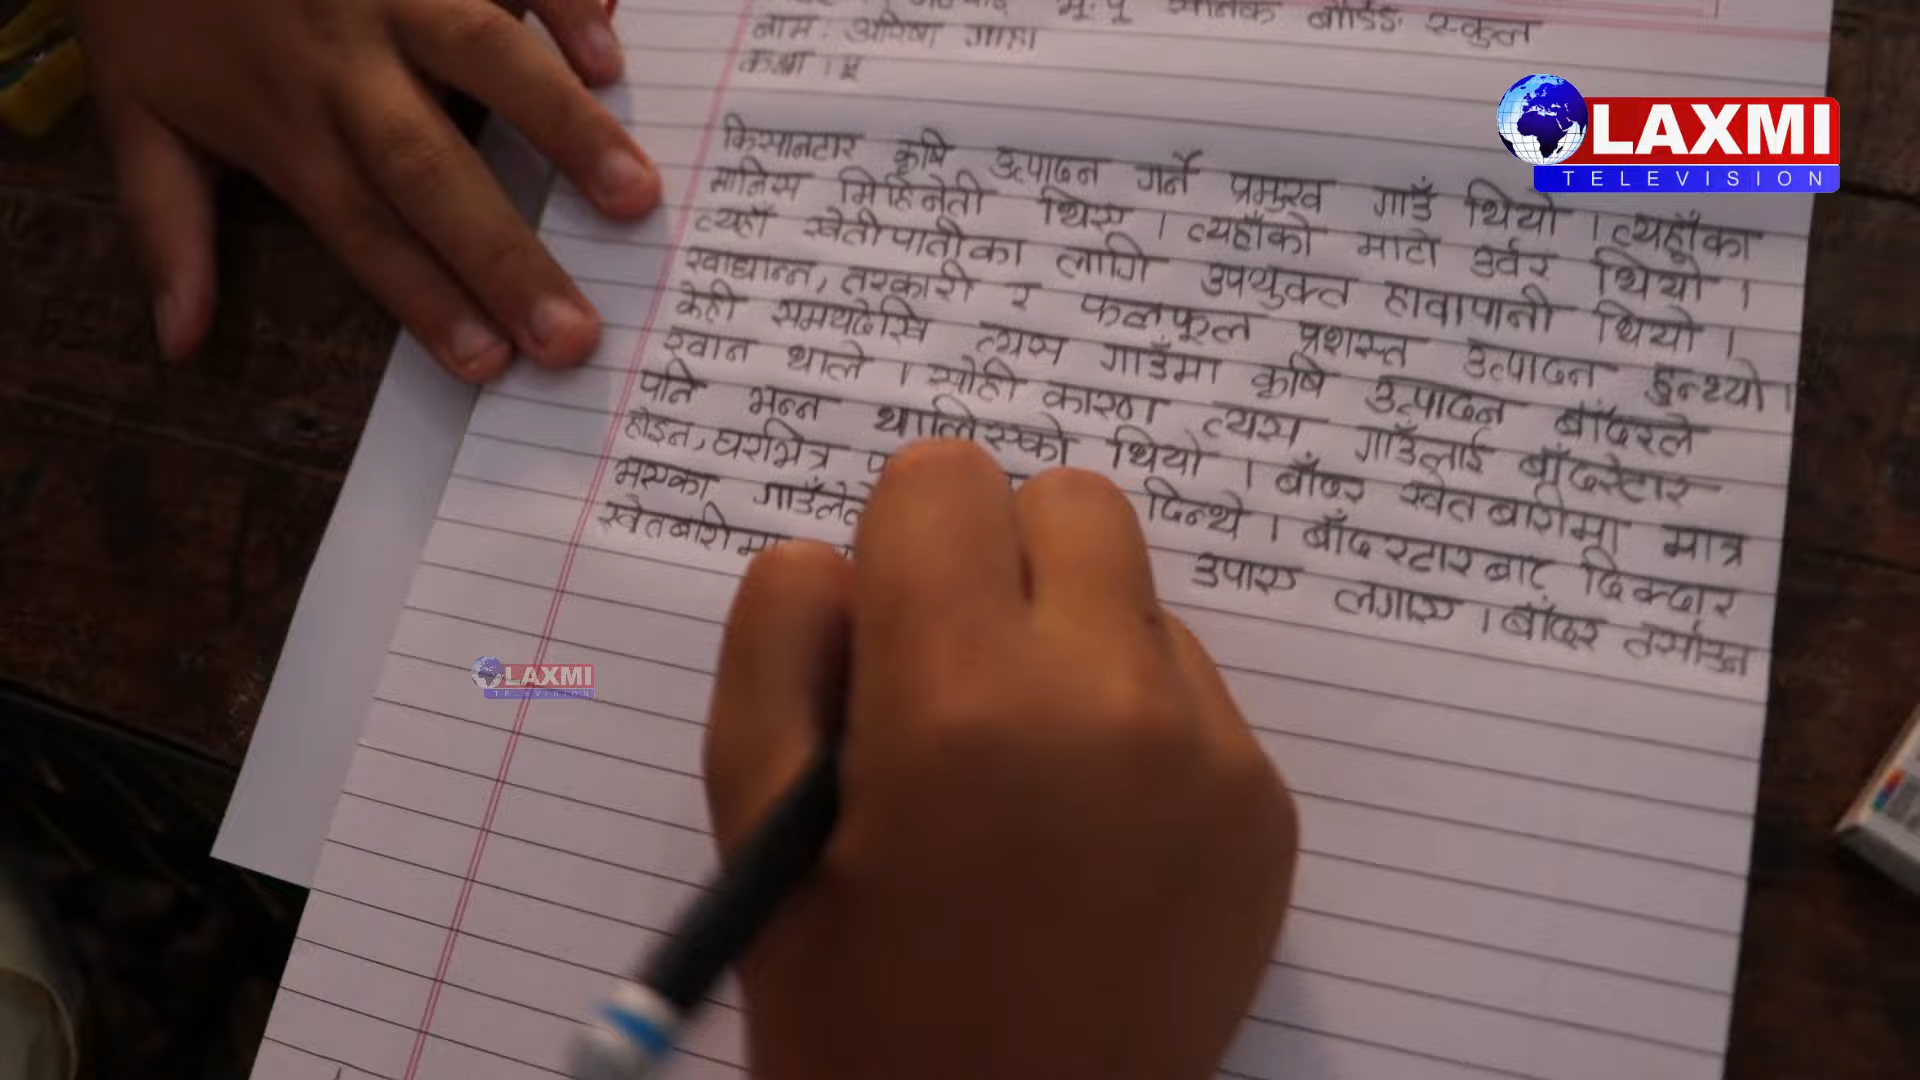 भू.पू सैनिक बोर्डिङ स्कुल
नाम:
कक्षा : ५
किसानटार कृषि उत्पादन गर्ने प्रमुख गाउँ थियो । त्यहाँका
मानिस मिहिनेती थिए । त्यहाँको माटो उर्वर थियो ।
त्यहाँ खेतीपातीका लागि उपयुक्त हावापानी थियो ।
खाद्यान्न, तरकारी र फलफूल प्रशस्त उत्पादन हुन्थ्यो ।
केही समयदेखि त्यस गाउँमा कृषि उत्पादन बाँदरले
खान थाले । सोही कारण त्यस गाउँलाई बाँदरटार
पनि भन्न थालिएको थियो । बाँदर खेतबारीमा मात्र
होइन, घरभित्र दिन्थे । बाँदरटारबाट दिक्दार
भएका उपाए लगाए । बाँदर तर्साउन
खेतबारीमा
LAXMI
TELEVISION
LAXMI
TELEVISION